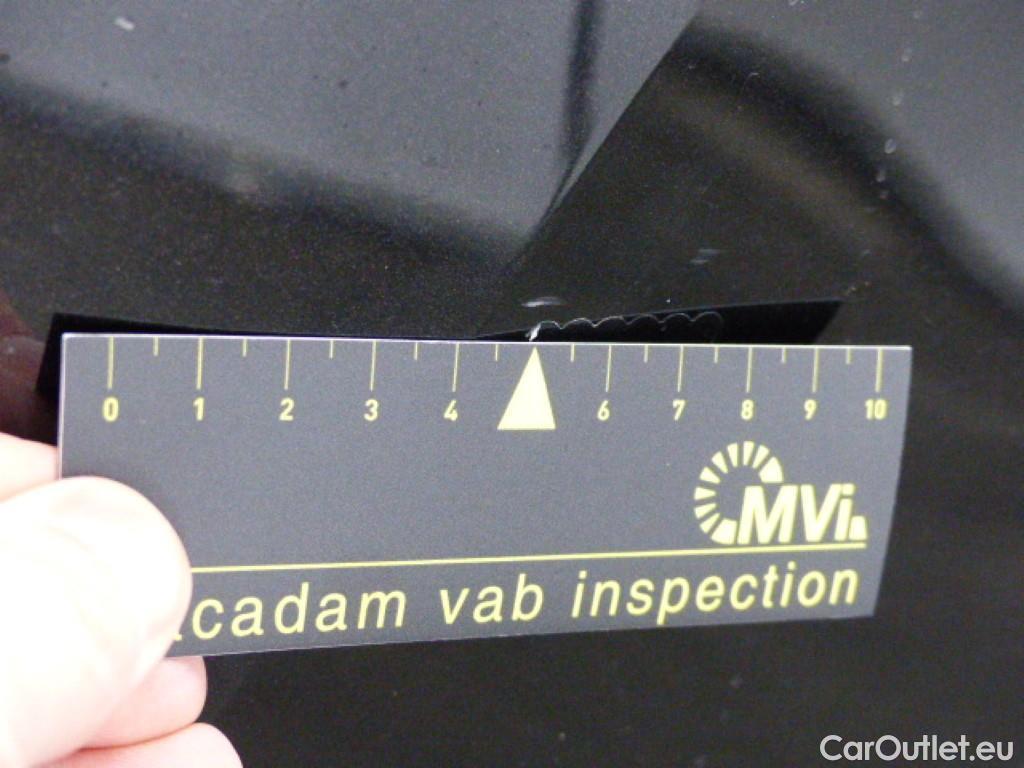 0 1 2 3 4 6 7 8 9 10
MVi
cadam vab inspection
CarOutlet.eu